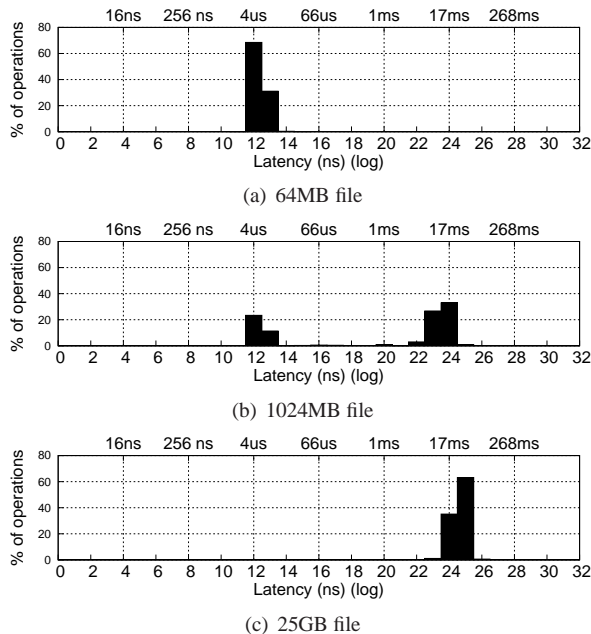 16ns 256 ns 4us 66us 1ms 17ms 268ms
80
60
40
20
0
% of operations
0 2 4 6 8 10 12 14 16 18 20 22 24 26 28 30 32
Latency (ns) (log)
(a) 64MB file
16ns 256 ns 4us 66us 1ms 17ms 268ms
80
60
40
20
0
% of operations
0 2 4 6 8 10 12 14 16 18 20 22 24 26 28 30 32
Latency (ns) (log)
(b) 1024MB file
16ns 256 ns 4us 66us 1ms 17ms 268ms
80
60
40
20
0
% of operations
0 2 4 6 8 10 12 14 16 18 20 22 24 26 28 30 32
Latency (ns) (log)
(c) 25GB file